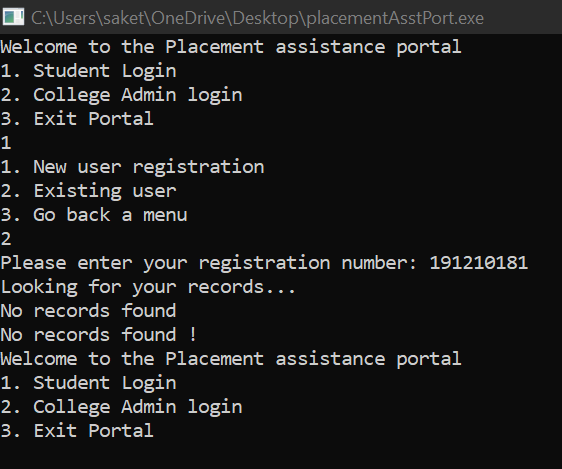 C:\Users\saket\OneDrive\Desktop\placementAsstPort.exe
Welcome to the Placement assistance portal
1. Student Login
2. College Admin login
3. Exit Portal
1
1. New user registration
2. Existing user
3. Go back a menu
2
Please enter your registration number: 191210181
Looking for your records...
No records found
No records found !
Welcome to the Placement assistance portal
1. Student Login
2. College Admin login
3. Exit Portal